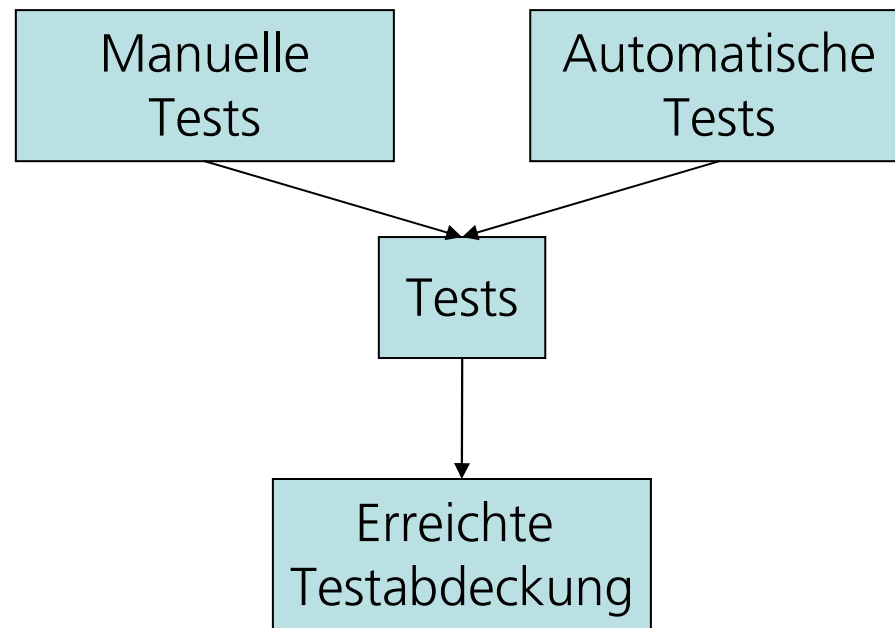 Manuelle
Tests
Automatische
Tests
Tests
Erreichte
Testabdeckung